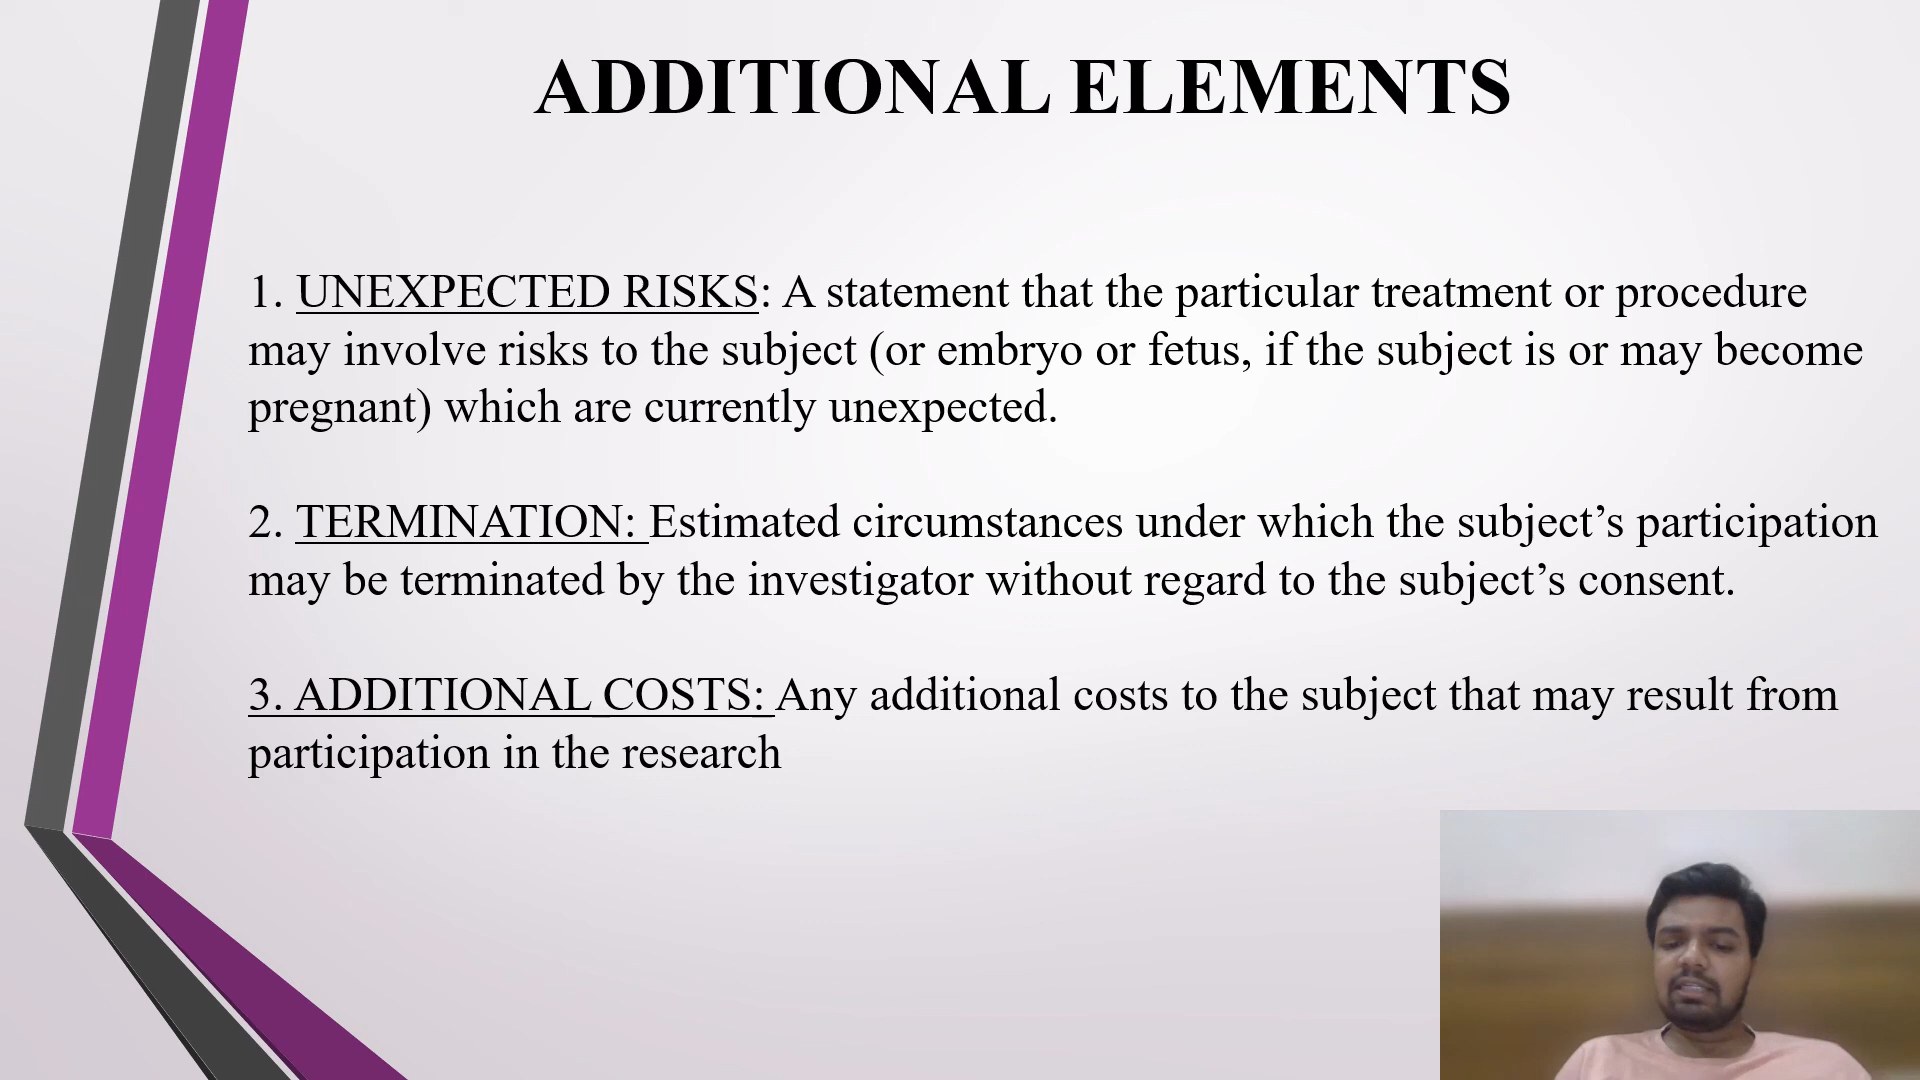 ADDITIONAL ELEMENTS
1. UNEXPECTED RISKS: A statement that the particular treatment or procedure
may involve risks to the subject (or embryo or fetus, if the subject is or may become
pregnant) which are currently unexpected.
2. TERMINATION: Estimated circumstances under which the subject’s participation
may be terminated by the investigator without regard to the subject’s consent.
3. ADDITIONAL COSTS: Any additional costs to the subject that may result from
participation in the research